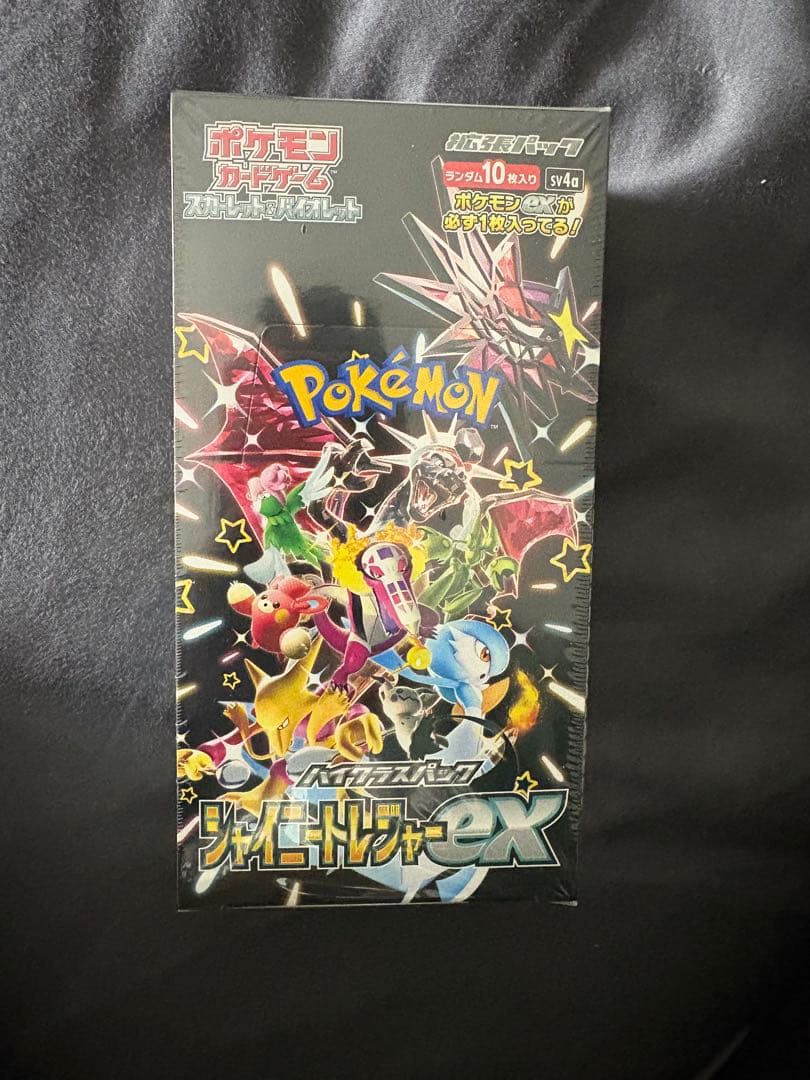 ポケモン
カードゲーム™
スカーレット&バイオレット
拡張パック
ランダム10枚入り sv4a
ポケモンexが
必ず1枚入ってる!
POKéMON™
ハイクラスパック
シャイニートレジャーex